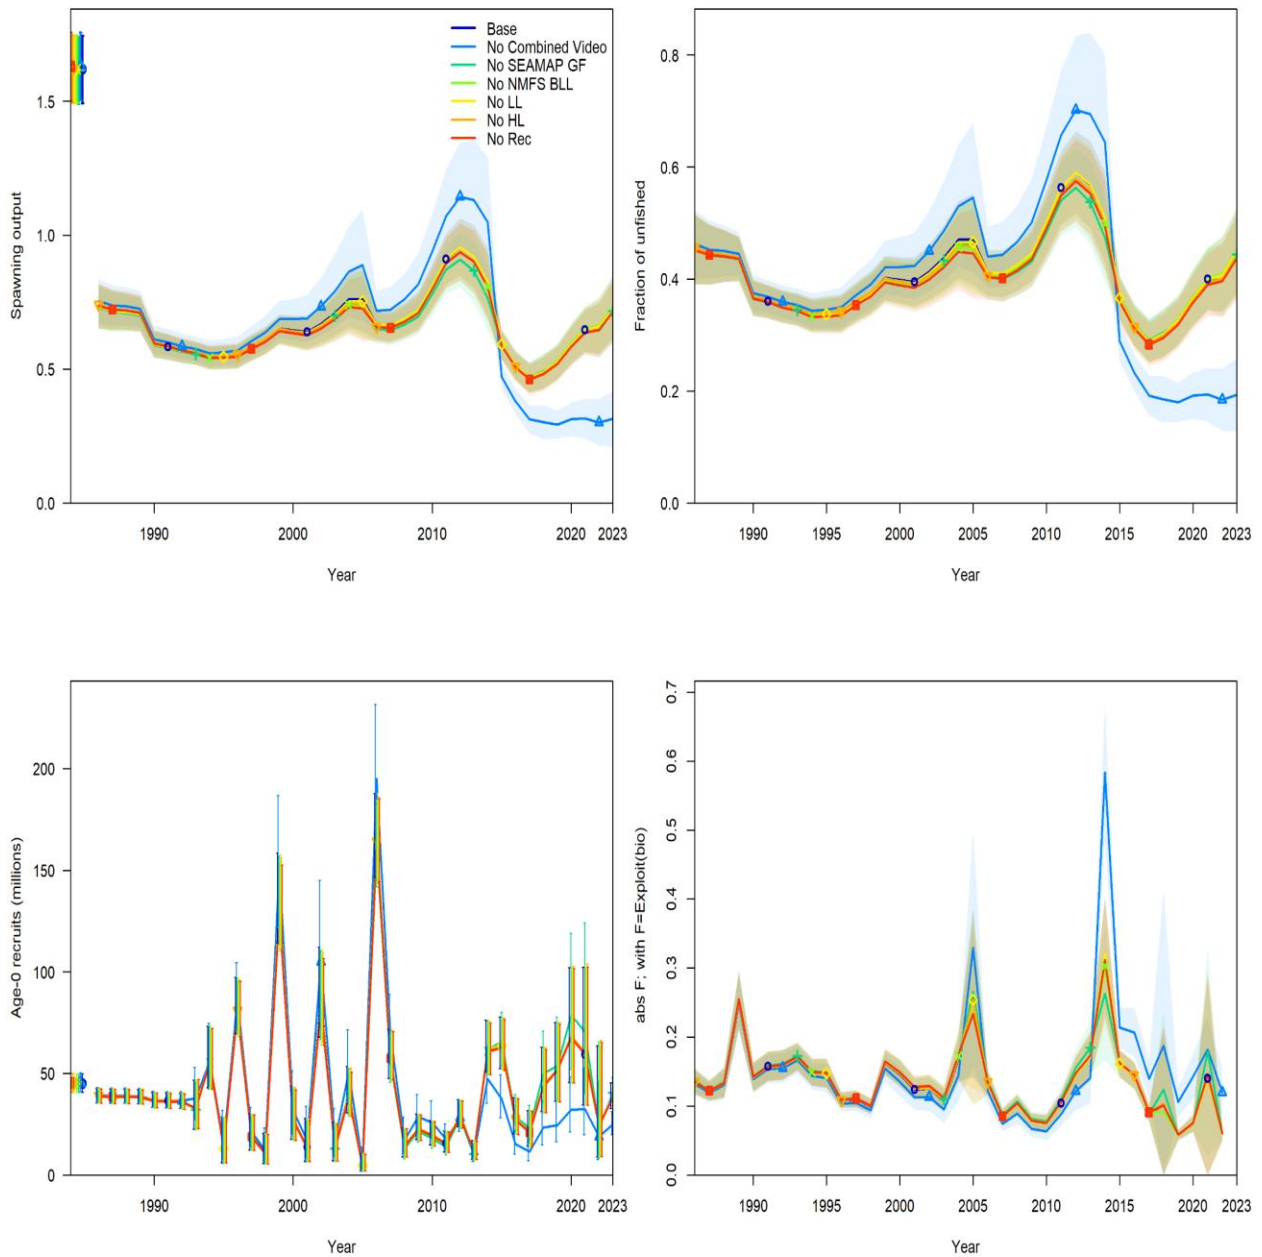 Base
No Combined Video
No SEAMAP GF
No NMFS BLL
No LL
No HL
No Rec
Spawning output
1.5
1.0
0.5
0.0
1990 2000 2010 2020 2023
Year
Fraction of unfished
0.8
0.6
0.4
0.2
0.0
1990 1995 2000 2005 2010 2015 2020 2023
Year
Age-0 recruits (millions)
200
150
100
50
0
1990 2000 2010 2020 2023
Year
abs F; with F=Exploit(bio)
0.7
0.6
0.5
0.4
0.3
0.2
0.1
0.0
1990 1995 2000 2005 2010 2015 2020 2023
Year